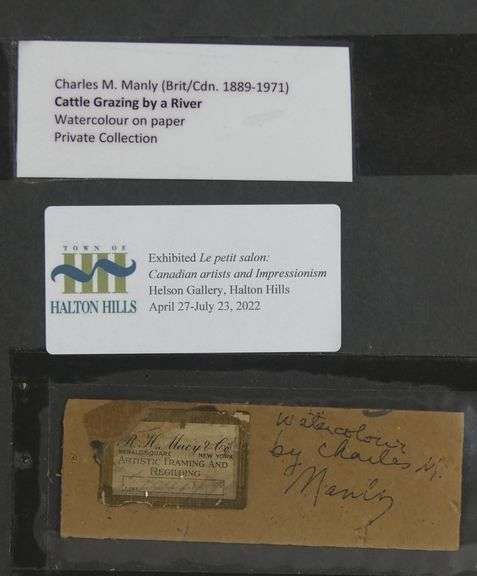 Charles M. Manly (Brit/Cdn. 1889-1971)
Cattle Grazing by a River
Watercolour on paper
Private Collection
TOWN OF
HALTON HILLS
Exhibited Le petit salon:
Canadian artists and Impressionism
Helson Gallery, Halton Hills
April 27-July 23, 2022
R. H. Macy & Co.
HERALD SQUARE NEW YORK
ARTISTIC FRAMING AND
REGILDING
Watercolour
by Charles M.
Manly